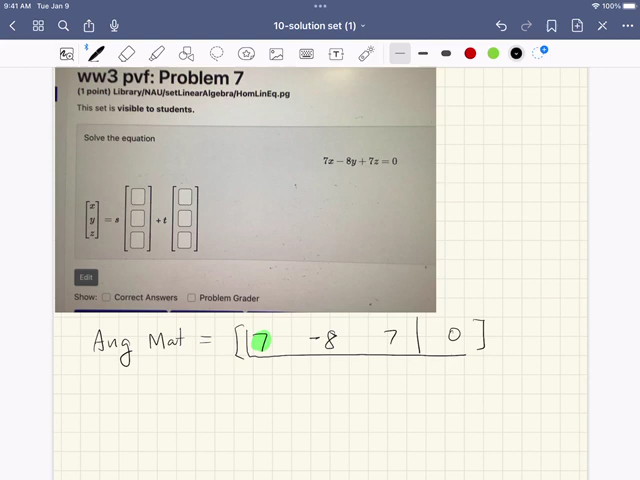 9:41 AM Tue Jan 9
100%
10-solution set (1)
ww3 pvf: Problem 7
(1 point) Library/NAU/setLinearAlgebra/HomLinEq.pg
This set is visible to students.
Solve the equation
7x − 8y + 7z = 0
[x y z] = s + t
Edit
Show: Correct Answers Problem Grader
Aug Mat = [ 7 -8 7 | 0 ]